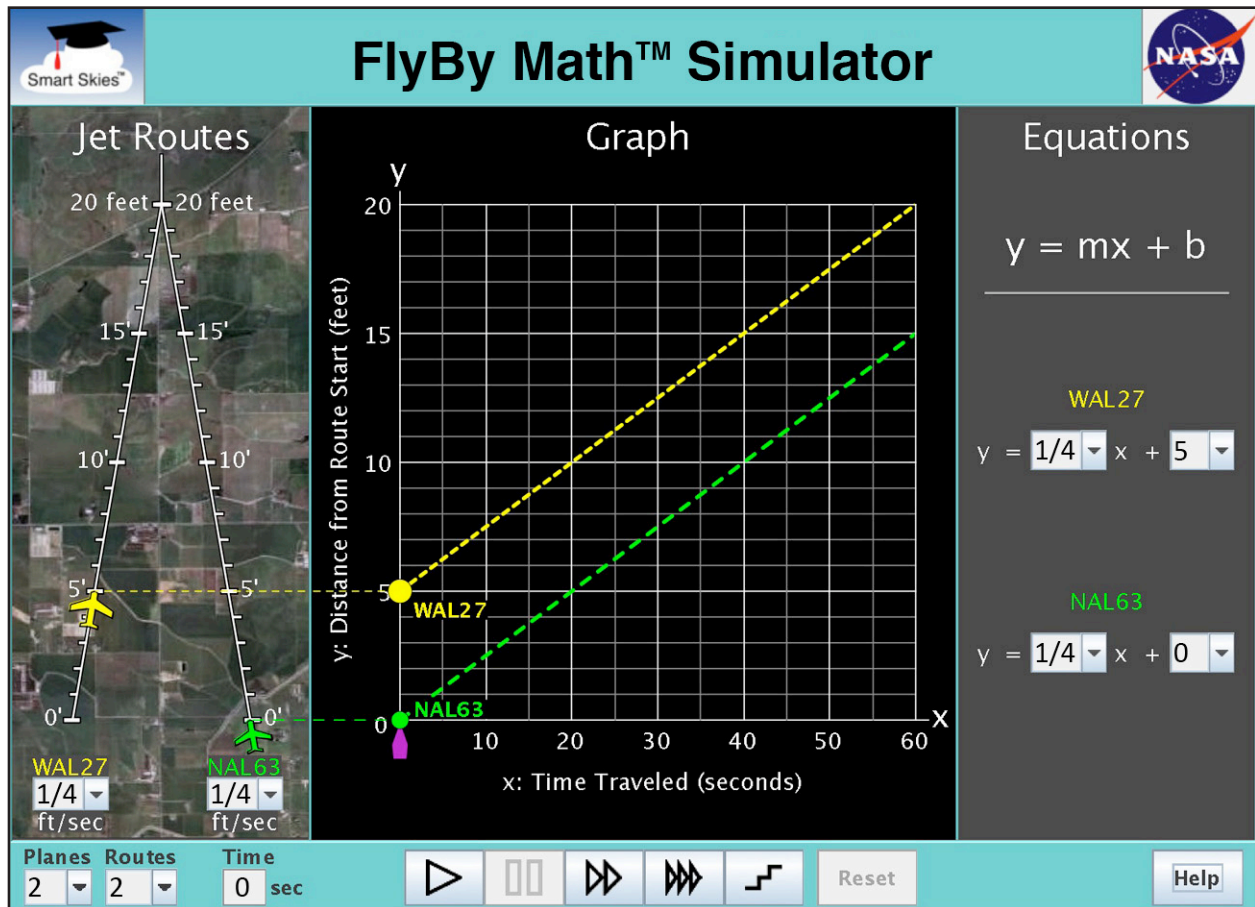 Smart Skies™
FlyBy Math™ Simulator
NASA
Jet Routes
20 feet 20 feet
15' 15'
10' 10'
5' 5'
0' 0'
WAL27 NAL63
1/4 1/4
ft/sec ft/sec
Graph
y
20
15
10
5
0
y: Distance from Route Start (feet)
WAL27
NAL63
x
10 20 30 40 50 60
x: Time Traveled (seconds)
Equations
y = mx + b
WAL27
y = 1/4 x + 5
NAL63
y = 1/4 x + 0
Planes Routes Time
2 2 0 sec
Reset
Help